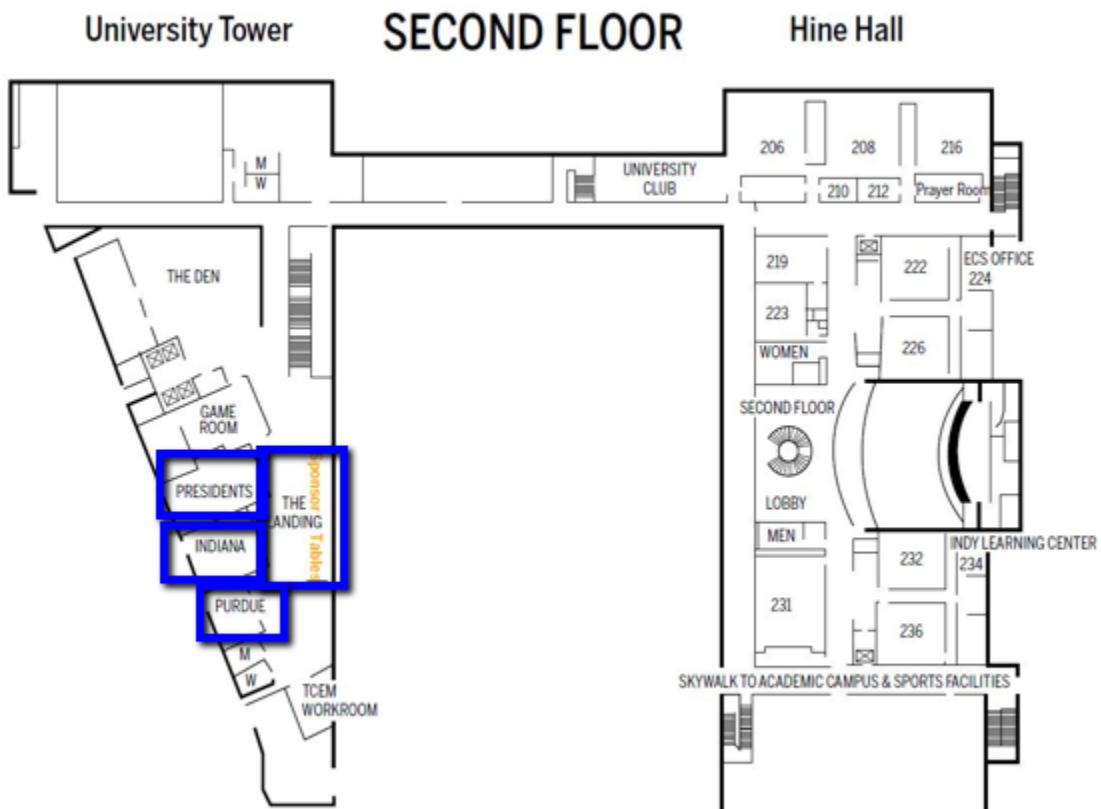 University Tower
SECOND FLOOR
Hine Hall
M
W
UNIVERSITY
CLUB
206
208
216
210
212
Prayer Room
THE DEN
219
222
ECS OFFICE
224
223
226
WOMEN
GAME
ROOM
SECOND FLOOR
PRESIDENTS
THE
LANDING
Sponsor Tables
LOBBY
INDIANA
MEN
INDY LEARNING CENTER
232
234
PURDUE
231
236
M
W
TCEM
WORKROOM
SKYWALK TO ACADEMIC CAMPUS & SPORTS FACILITIES